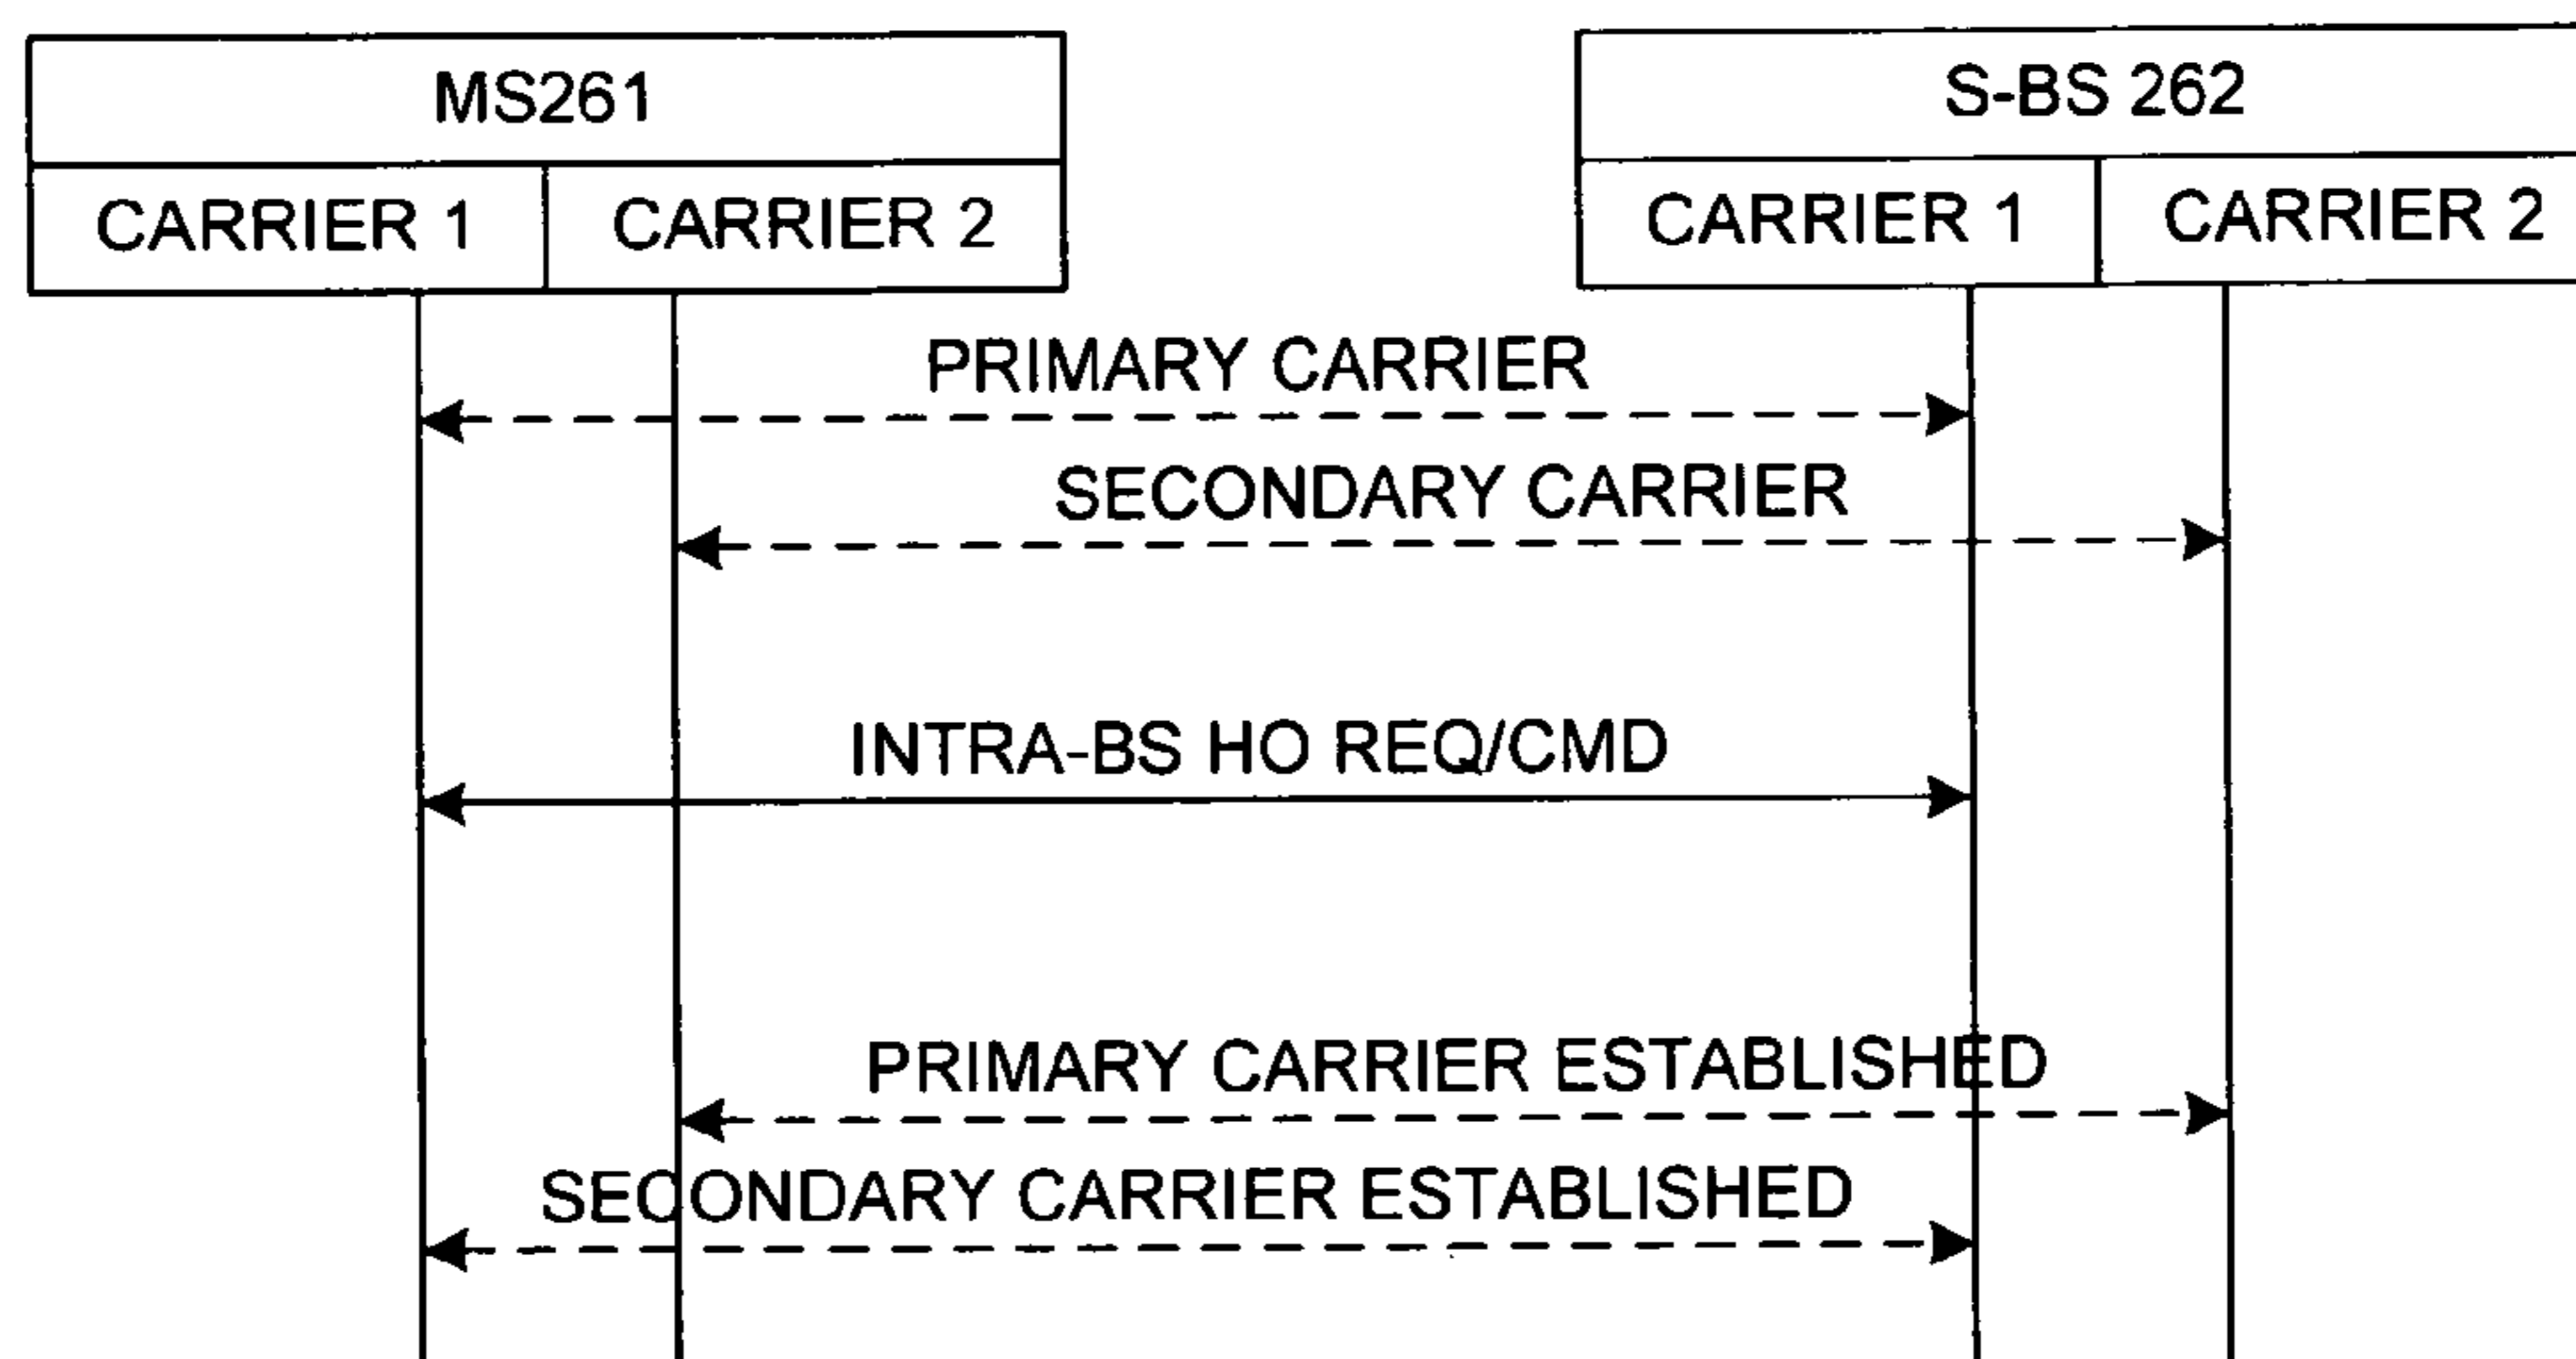 MS261
S-BS 262
CARRIER 1
CARRIER 2
CARRIER 1
CARRIER 2
PRIMARY CARRIER
SECONDARY CARRIER
INTRA-BS HO REQ/CMD
PRIMARY CARRIER ESTABLISHED
SECONDARY CARRIER ESTABLISHED